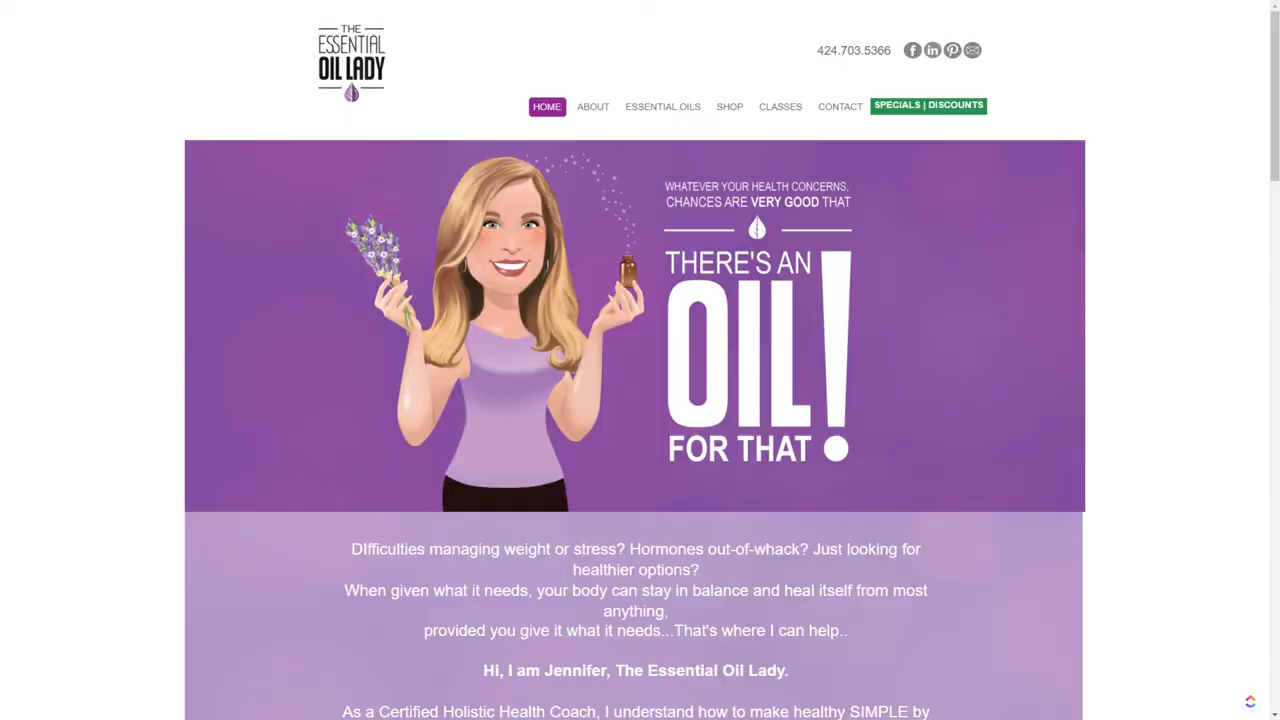 THE
ESSENTIAL
OIL LADY
424.703.5366
HOME ABOUT ESSENTIAL OILS SHOP CLASSES CONTACT SPECIALS | DISCOUNTS
WHATEVER YOUR HEALTH CONCERNS,
CHANCES ARE VERY GOOD THAT
THERE'S AN
OIL!
FOR THAT
DIfficulties managing weight or stress? Hormones out-of-whack? Just looking for
healthier options?
When given what it needs, your body can stay in balance and heal itself from most
anything,
provided you give it what it needs...That's where I can help..
Hi, I am Jennifer, The Essential Oil Lady.
As a Certified Holistic Health Coach, I understand how to make healthy SIMPLE by